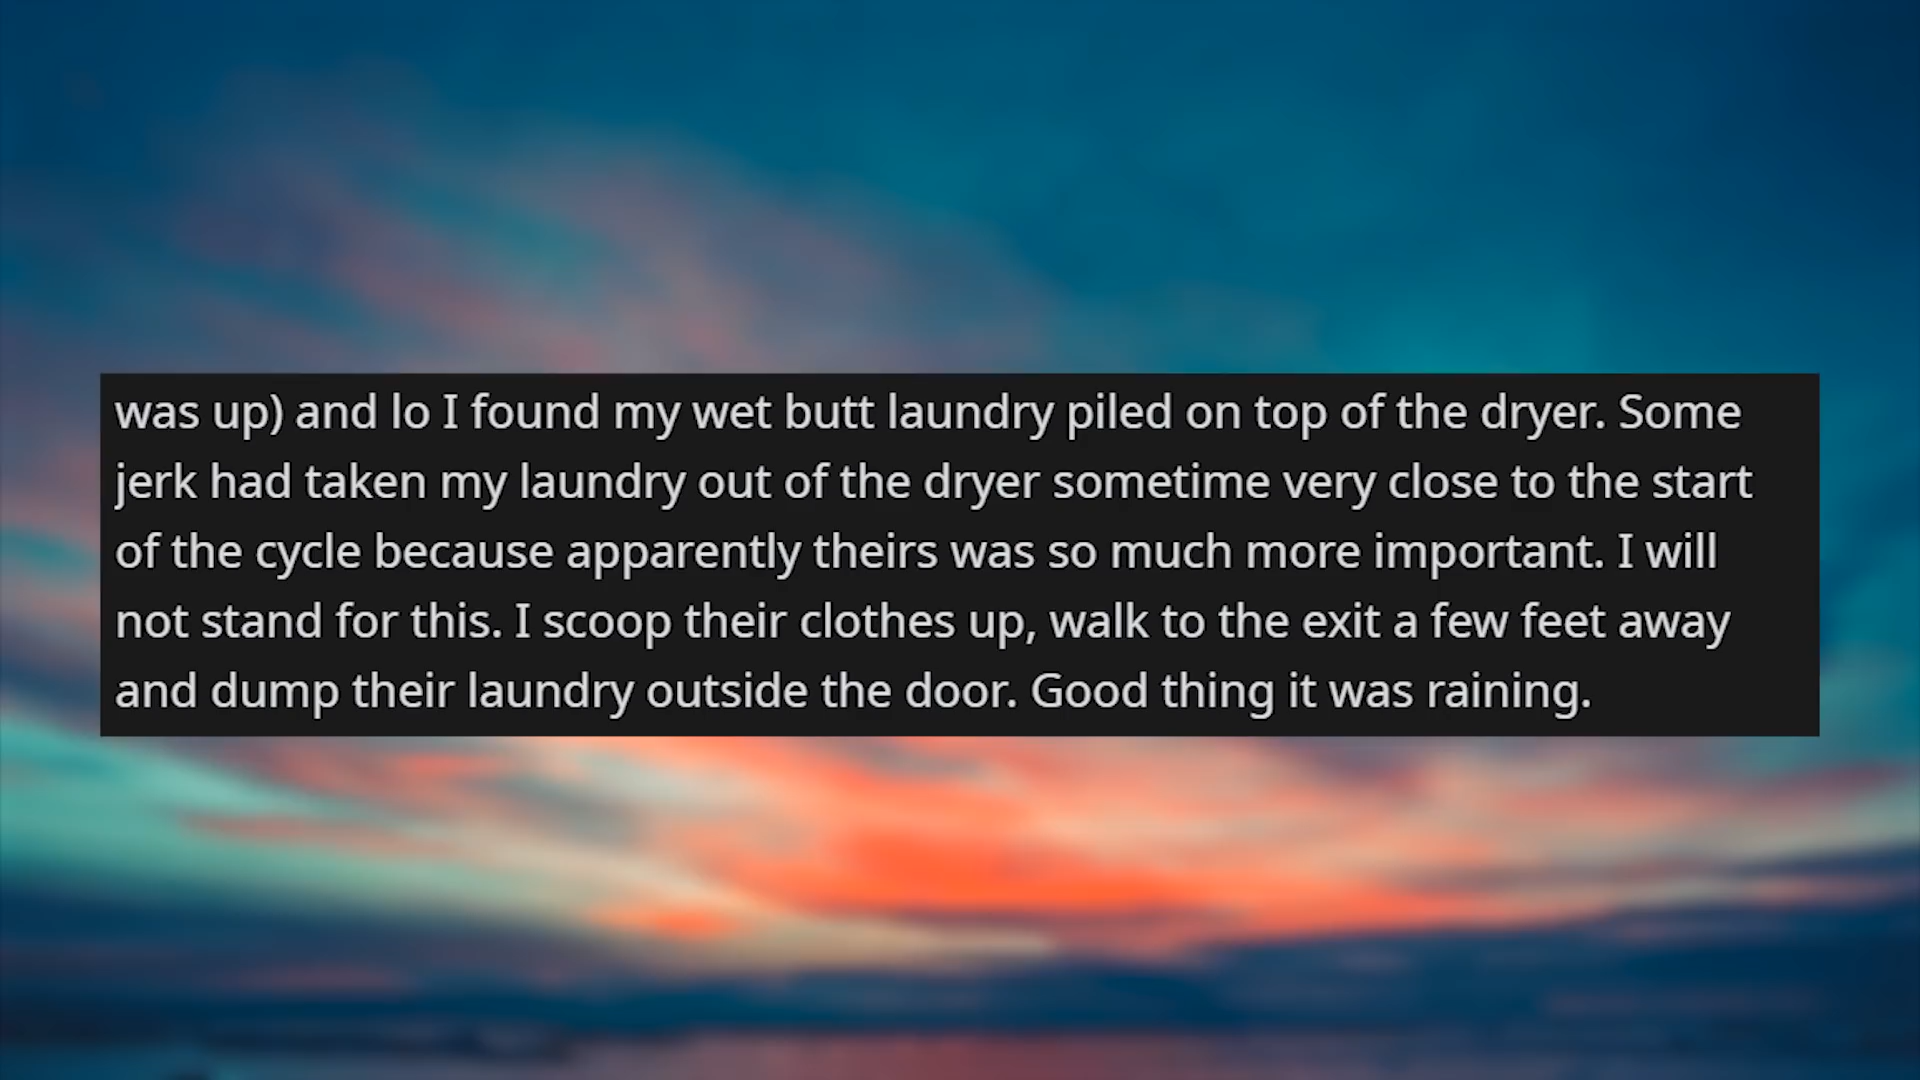 was up) and lo I found my wet butt laundry piled on top of the dryer. Some
jerk had taken my laundry out of the dryer sometime very close to the start
of the cycle because apparently theirs was so much more important. I will
not stand for this. I scoop their clothes up, walk to the exit a few feet away
and dump their laundry outside the door. Good thing it was raining.